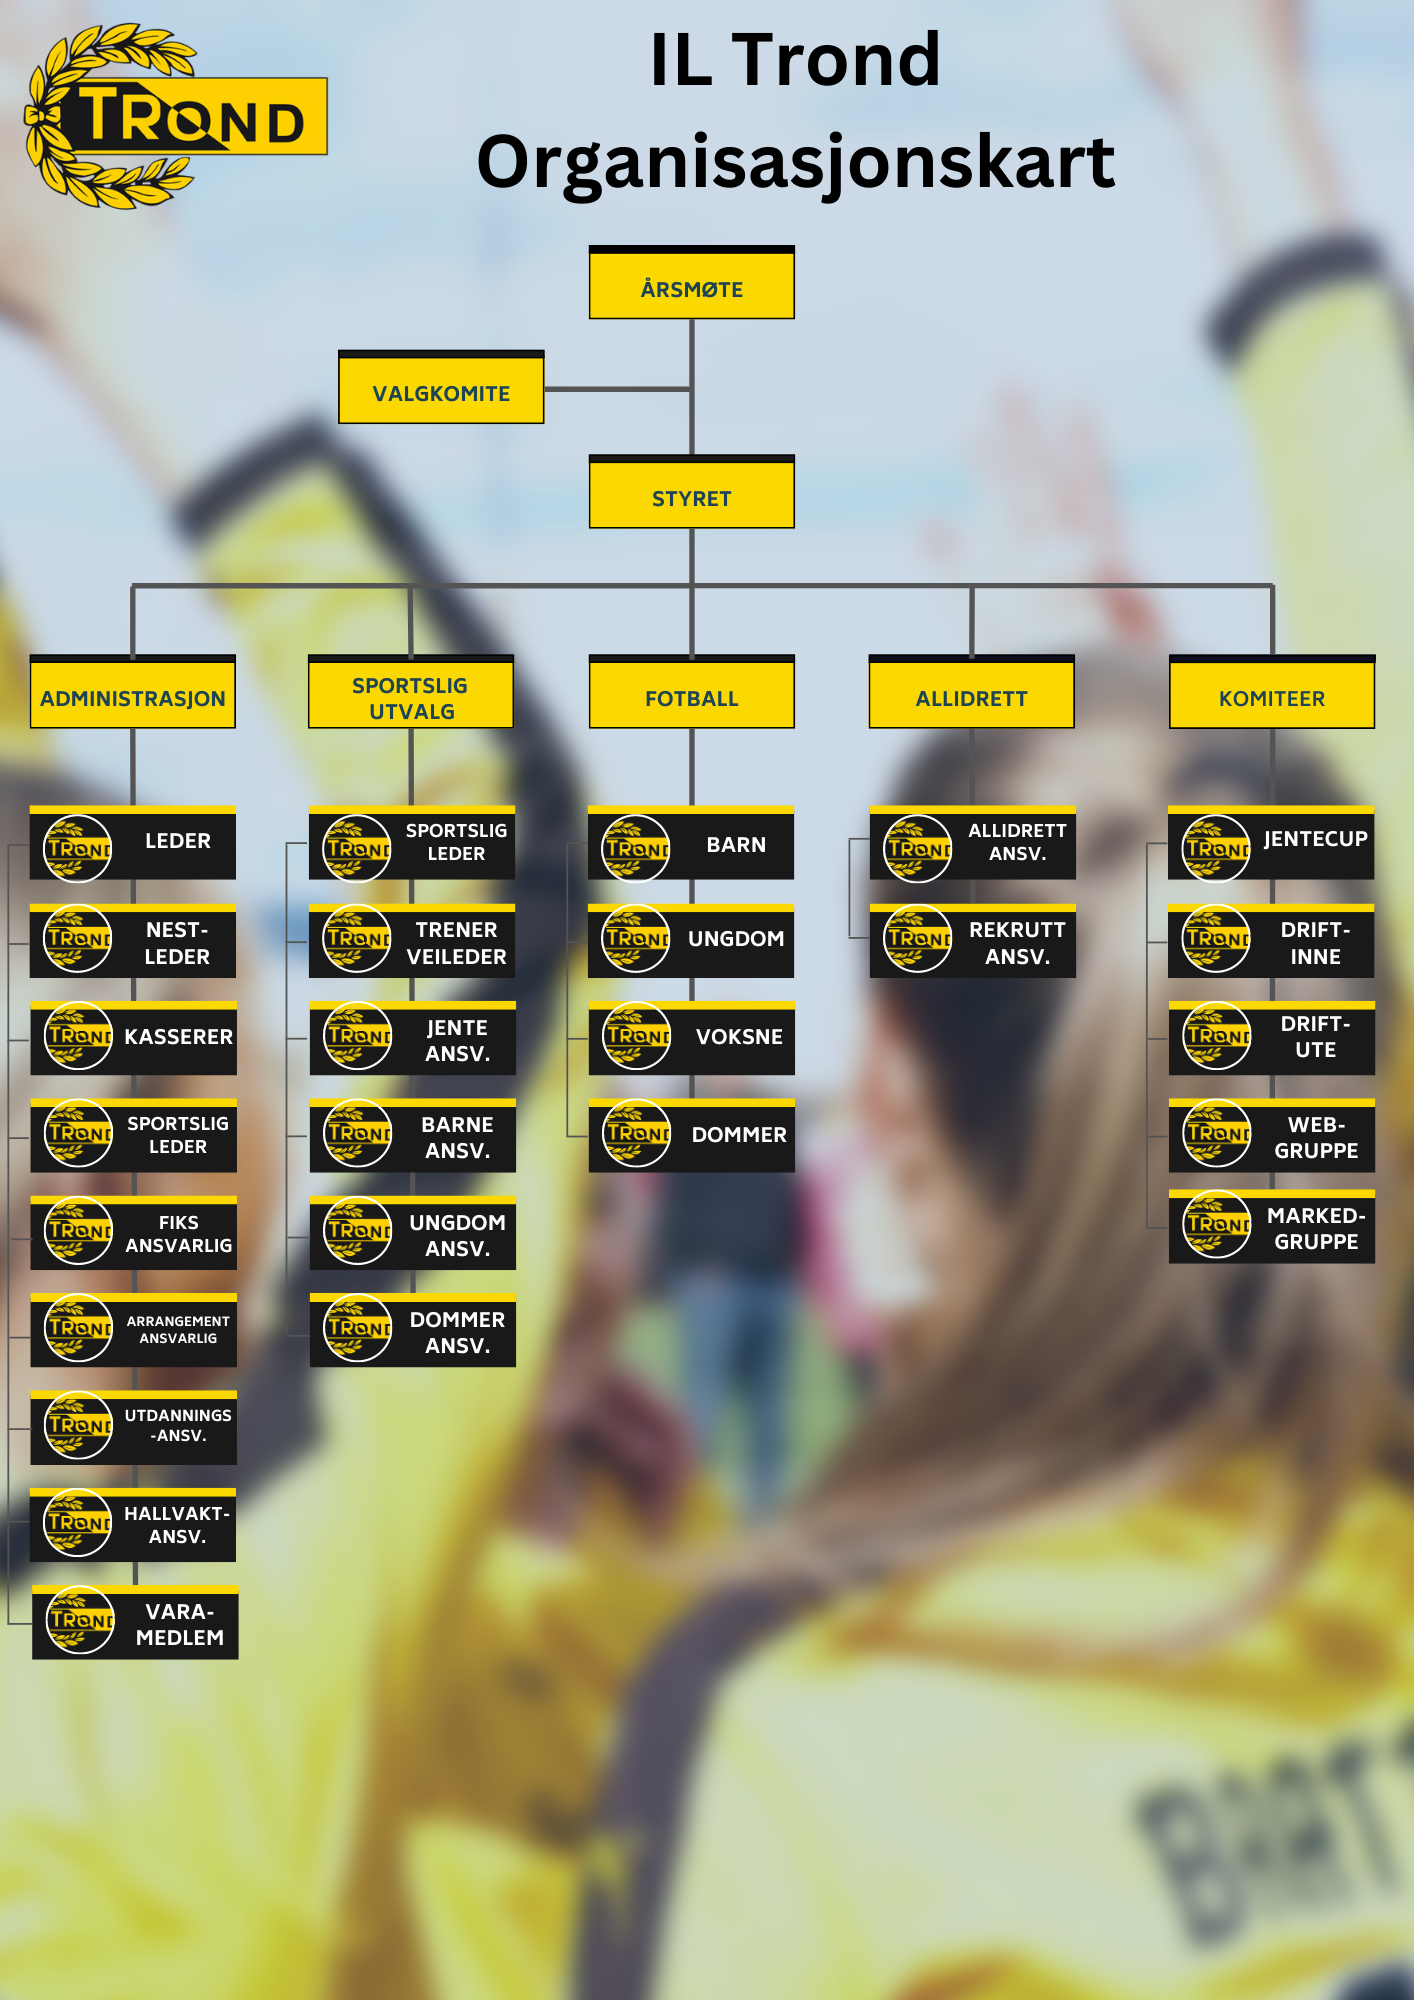 TROND
IL Trond
Organisasjonskart
ÅRSMØTE
VALGKOMITE
STYRET
ADMINISTRASJON
SPORTSLIG
UTVALG
FOTBALL
ALLIDRETT
KOMITEER
TROND
LEDER
TROND
NEST-
LEDER
TROND
KASSERER
TROND
SPORTSLIG
LEDER
TROND
FIKS
ANSVARLIG
TROND
ARRANGEMENT
ANSVARLIG
TROND
UTDANNINGS
-ANSV.
TROND
HALLVAKT-
ANSV.
TROND
VARA-
MEDLEM
TROND
SPORTSLIG
LEDER
TROND
TRENER
VEILEDER
TROND
JENTE
ANSV.
TROND
BARNE
ANSV.
TROND
UNGDOM
ANSV.
TROND
DOMMER
ANSV.
TROND
BARN
TROND
UNGDOM
TROND
VOKSNE
TROND
DOMMER
TROND
ALLIDRETT
ANSV.
TROND
REKRUTT
ANSV.
TROND
JENTECUP
TROND
DRIFT-
INNE
TROND
DRIFT-
UTE
TROND
WEB-
GRUPPE
TROND
MARKED-
GRUPPE